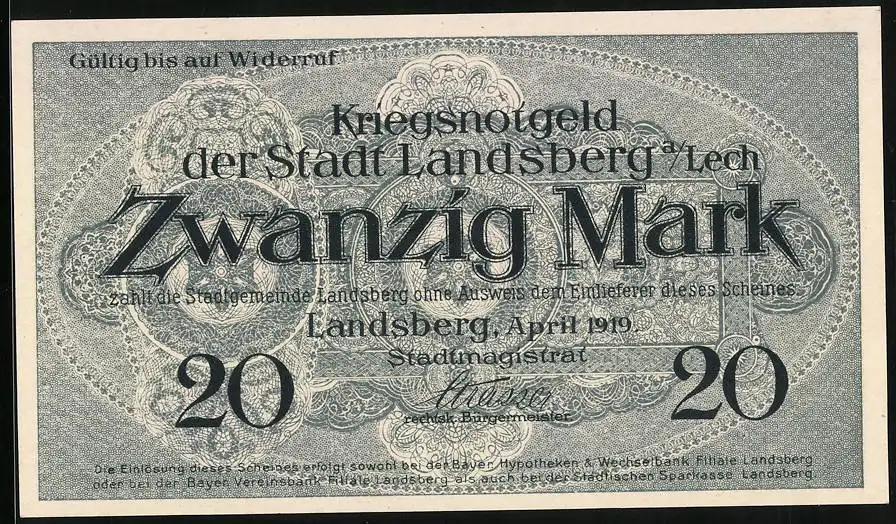 Gültig bis auf Widerruf
Kriegsnotgeld
der Stadt Landsberg a/Lech
Zwanzig Mark
zahlt die Stadtgemeinde Landsberg ohne Ausweis dem Einlieferer dieses Scheines.
Landsberg, April 1919.
Stadtmagistrat
20
Strasser
20
rechtsk. Bürgermeister
Die Einlösung dieses Scheines erfolgt sowohl bei der Bayer. Hypotheken & Wechselbank Filiale Landsberg
oder bei der Bayer. Vereinsbank Filiale Landsberg als auch bei der Städtischen Sparkasse Landsberg